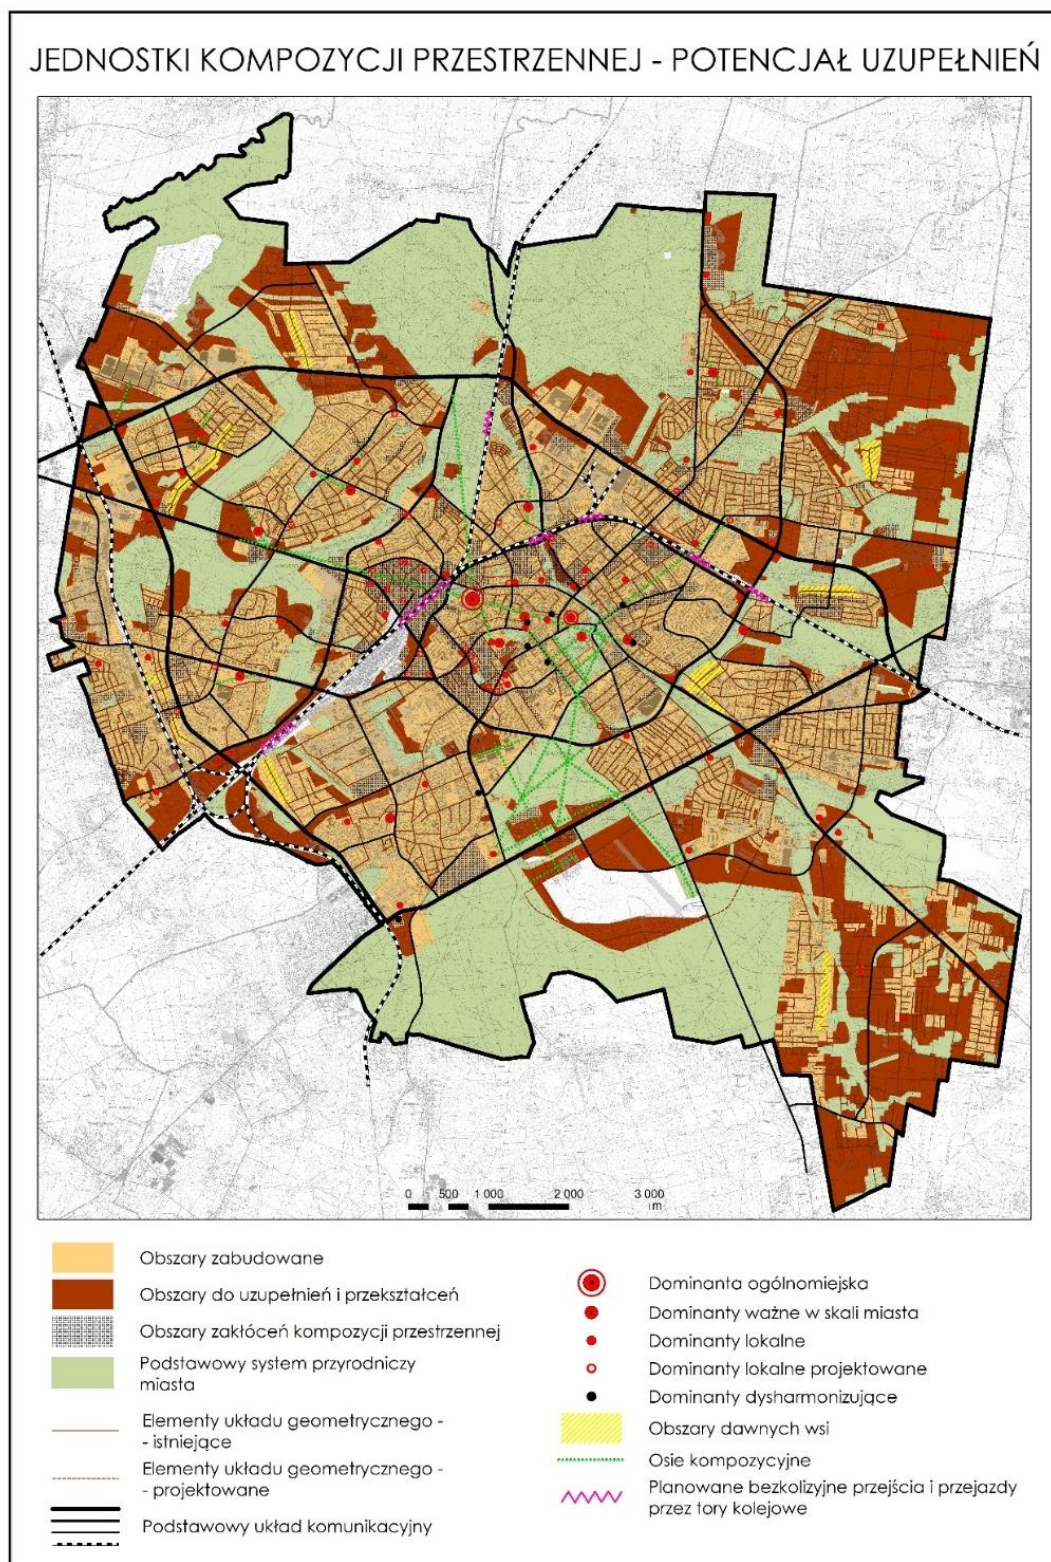 JEDNOSTKI KOMPOZYCJI PRZESTRZENNEJ - POTENCJAŁ UZUPEŁNIEŃ
0 500 1 000 2 000 3 000
m
Obszary zabudowane
Obszary do uzupełnień i przekształceń
Obszary zakłóceń kompozycji przestrzennej
Podstawowy system przyrodniczy
miasta
Elementy układu geometrycznego -
- istniejące
Elementy układu geometrycznego -
- projektowane
Podstawowy układ komunikacyjny
Dominanta ogólnomiejska
Dominanty ważne w skali miasta
Dominanty lokalne
Dominanty lokalne projektowane
Dominanty dysharmonizujące
Obszary dawnych wsi
Osie kompozycyjne
Planowane bezkolizyjne przejścia i przejazdy
przez tory kolejowe